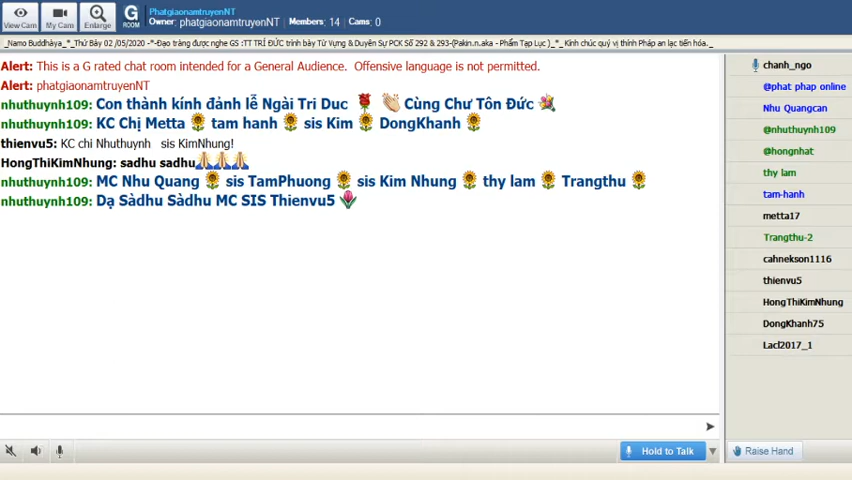 PhatgiaonamtruyenNT
Owner: phatgiaonamtruyenNT  Members: 14  Cams: 0
View Cam  My Cam  Enlarge  G ROOM
_Namo Buddhàya_*_Thứ Bảy 02 /05/2020 -*-Đạo tràng được nghe GS :TT TRÍ ĐỨC trình bày Từ Vựng & Duyên Sự PCK Số 292 & 293-(Pakin.n.aka - Phẩm Tạp Lục )_*_ Kính chúc quý vị thính Pháp an lạc tiến hóa._
Alert: This is a G rated chat room intended for a General Audience.  Offensive language is not permitted.
Alert: phatgiaonamtruyenNT
nhuthuynh109: Con thành kính đảnh lễ Ngài Tri Duc 🌹 👏 Cùng Chư Tôn Đức 💐
nhuthuynh109: KC Chị Metta 🌻 tam hanh 🌻 sis Kim 🌻 DongKhanh 🌻
thienvu5: KC chi Nhuthuynh  sis KimNhung!
HongThiKimNhung: sadhu sadhu🙏🙏🙏
nhuthuynh109: MC Nhu Quang 🌻 sis TamPhuong 🌻 sis Kim Nhung 🌻 thy lam 🌻 Trangthu 🌻
nhuthuynh109: Dạ Sàdhu Sàdhu MC SIS Thienvu5 🌷
chanh_ngo
@phat phap online
Nhu Quangcan
@nhuthuynh109
@hongnhat
thy lam
tam-hanh
metta17
Trangthu-2
cahnekson1116
thienvu5
HongThiKimNhung
DongKhanh75
Lacl2017_1
Hold to Talk
Raise Hand